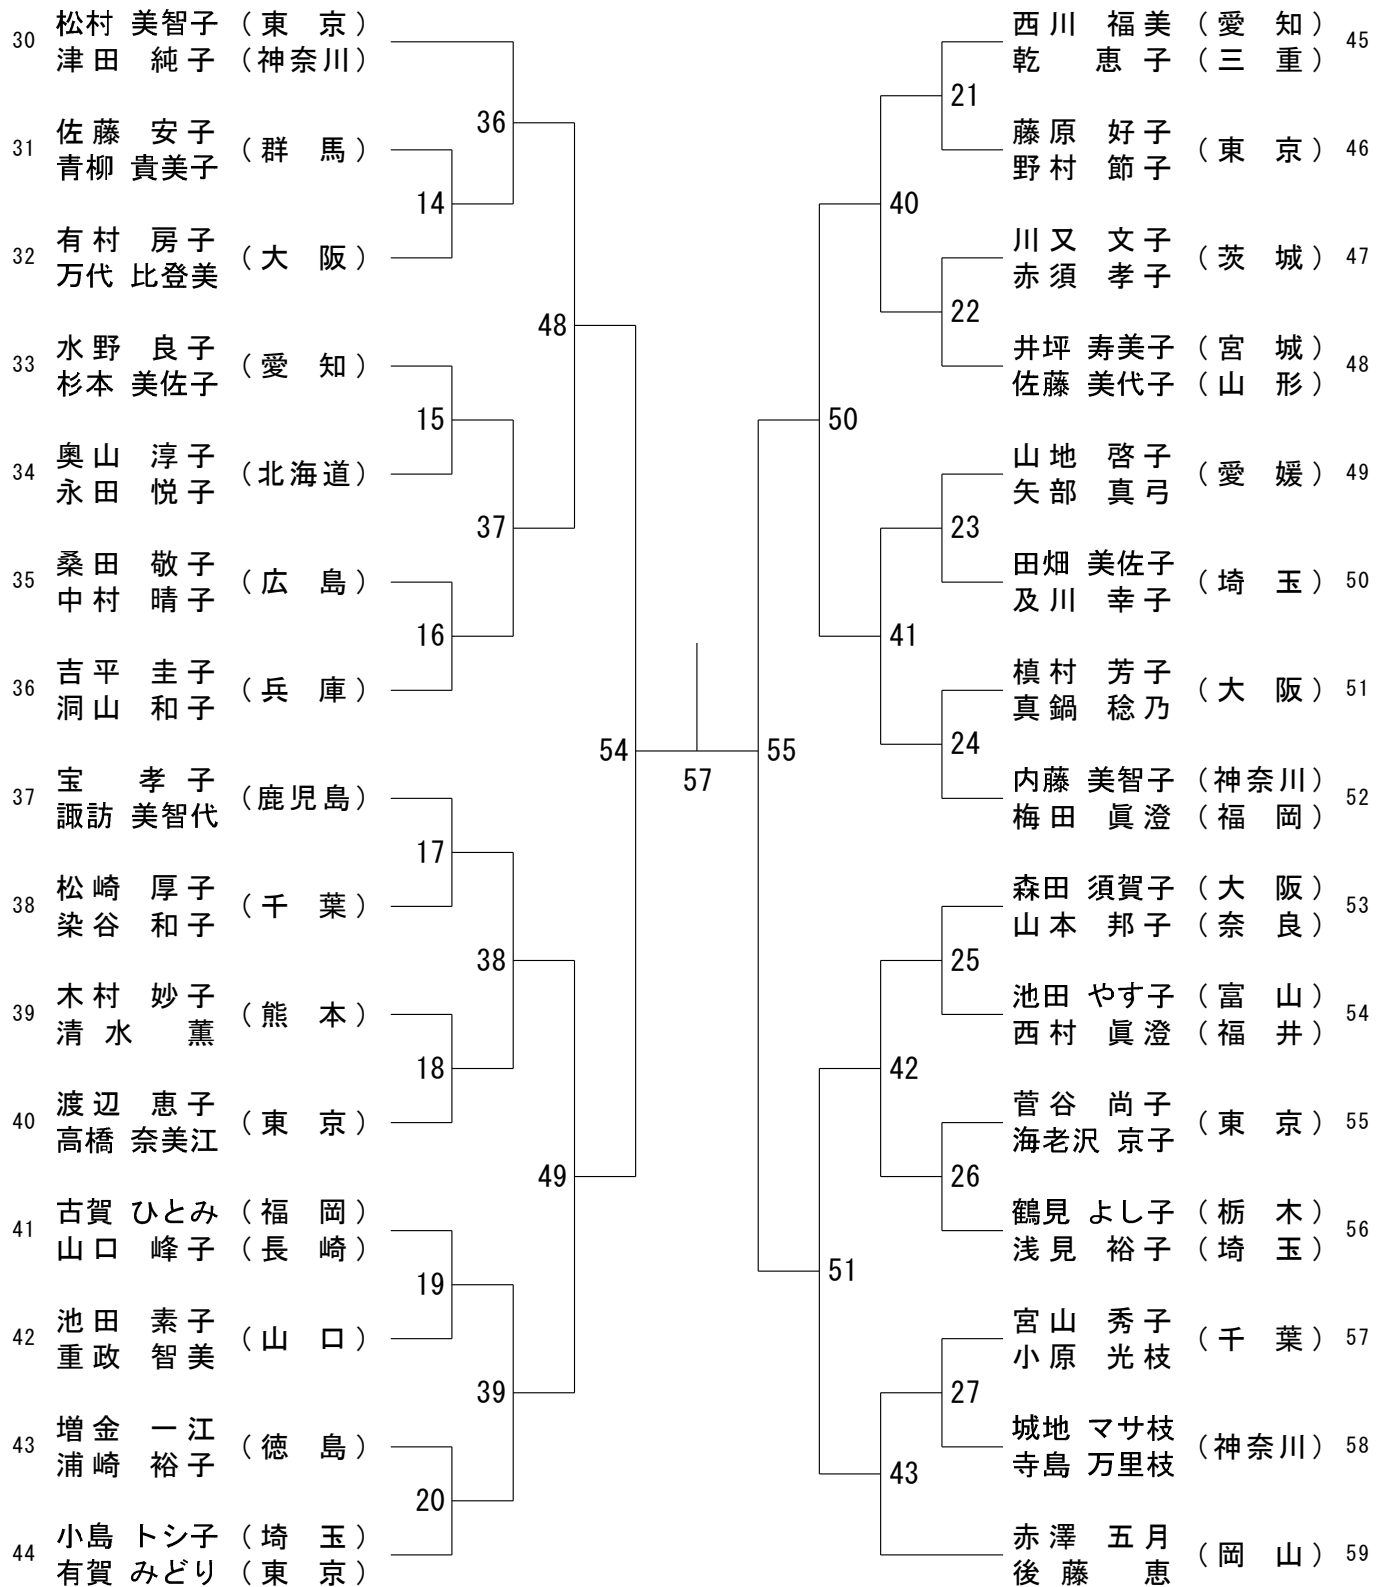 30 松村 美智子 (東 京)
津田 純子 (神奈川)
31 佐藤 安子 (群 馬)
青柳 貴美子
32 有村 房子 (大 阪)
万代 比登美
33 水野 良子 (愛 知)
杉本 美佐子
34 奥山 淳子 (北海道)
永田 悦子
35 桑田 敬子 (広 島)
中村 晴子
36 吉平 圭子 (兵 庫)
洞山 和子
37 宝 孝子 (鹿児島)
諏訪 美智代
38 松崎 厚子 (千 葉)
染谷 和子
39 木村 妙子 (熊 本)
清水 薫
40 渡辺 恵子 (東 京)
高橋 奈美江
41 古賀 ひとみ (福 岡)
山口 峰子 (長 崎)
42 池田 素子 (山 口)
重政 智美
43 増金 一江 (徳 島)
浦崎 裕子
44 小島 トシ子 (埼 玉)
有賀 みどり (東 京)
36
14
48
15
37
16
54
17
38
18
49
19
39
20
57
55
21
40
22
50
23
41
24
25
42
26
51
27
43
西川 福美 (愛 知) 45
乾 恵子 (三 重)
藤原 好子 (東 京) 46
野村 節子
川又 文子 (茨 城) 47
赤須 孝子
井坪 寿美子 (宮 城) 48
佐藤 美代子 (山 形)
山地 啓子 (愛 媛) 49
矢部 真弓
田畑 美佐子 (埼 玉) 50
及川 幸子
槙村 芳子 (大 阪) 51
真鍋 稔乃
内藤 美智子 (神奈川) 52
梅田 眞澄 (福 岡)
森田 須賀子 (大 阪) 53
山本 邦子 (奈 良)
池田 やす子 (富 山) 54
西村 眞澄 (福 井)
菅谷 尚子 (東 京) 55
海老沢 京子
鶴見 よし子 (栃 木) 56
浅見 裕子 (埼 玉)
宮山 秀子 (千 葉) 57
小原 光枝
城地 マサ枝 (神奈川) 58
寺島 万里枝
赤澤 五月 (岡 山) 59
後藤 恵